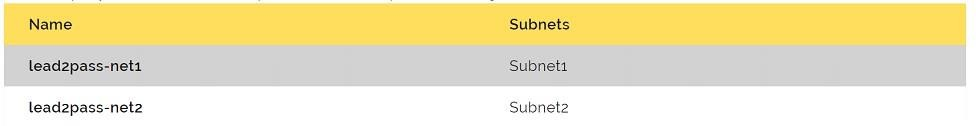 Name Subnets
lead2pass-net1 Subnet1
lead2pass-net2 Subnet2